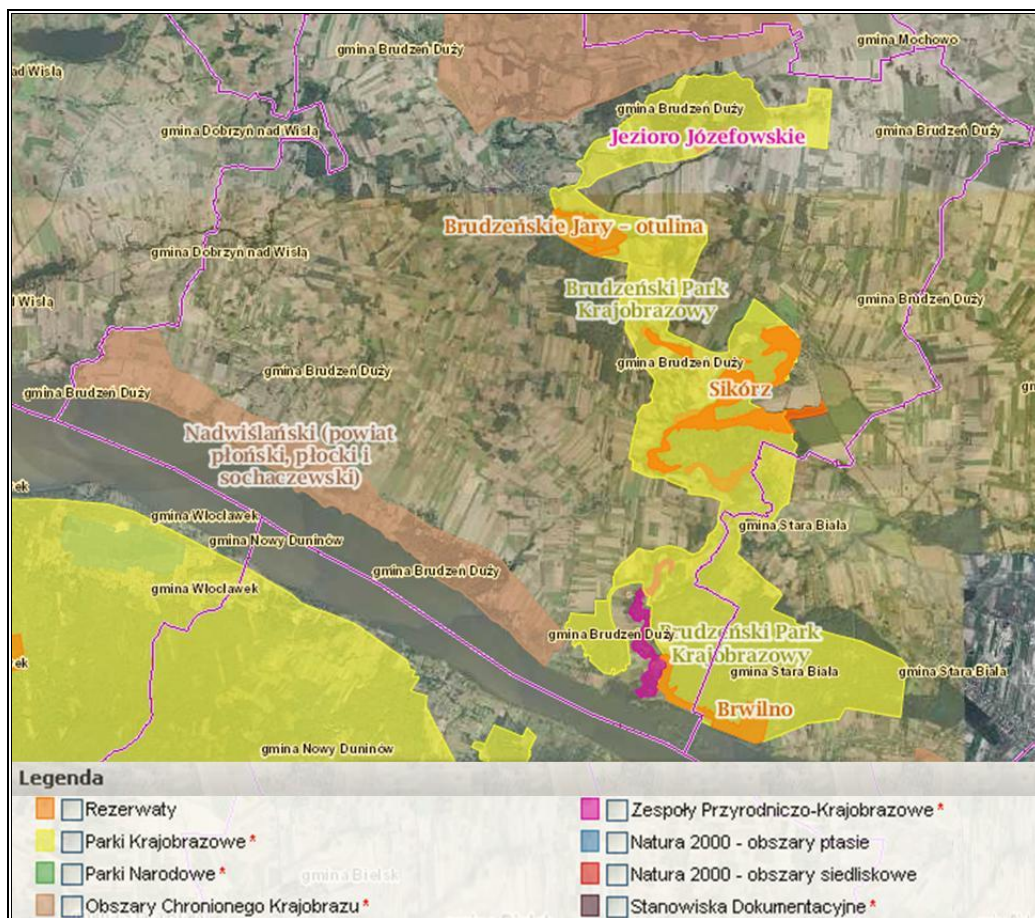 gmina Brudzeń Duży
gmina Mochowo
ad Wisłą
gmina Brudzeń Duży
gmina Dobrzyń nad Wisłą
gmina Brudzeń Duży
Jezioro Józefowskie
Brudzeńskie Jary – otulina
gmina Dobrzyń nad Wisłą
Brudzeński Park
Krajobrazowy
gmina Brudzeń Duży
ad Wisłą
gmina Brudzeń Duży
gmina Brudzeń Duży
gmina Brudzeń Duży
Sikórz
Nadwiślański (powiat
płoński, płocki i
sochaczewski)
ek
gmina Włocławek
gmina Nowy Duninów
gmina Stara Biała
gmina Brudzeń Duży
gmina Włocławek
gmina Brudzeń Duży
Brudzeński Park
Krajobrazowy
ek
gmina Stara Biała
gmina Stara Biała
Brwilno
gmina Nowy Duninów
Legenda
Rezerwaty
Parki Krajobrazowe *
Parki Narodowe *
gmina Bielsk
Obszary Chronionego Krajobrazu *
Zespoły Przyrodniczo-Krajobrazowe *
Natura 2000 - obszary ptasie
Natura 2000 - obszary siedliskowe
Stanowiska Dokumentacyjne *